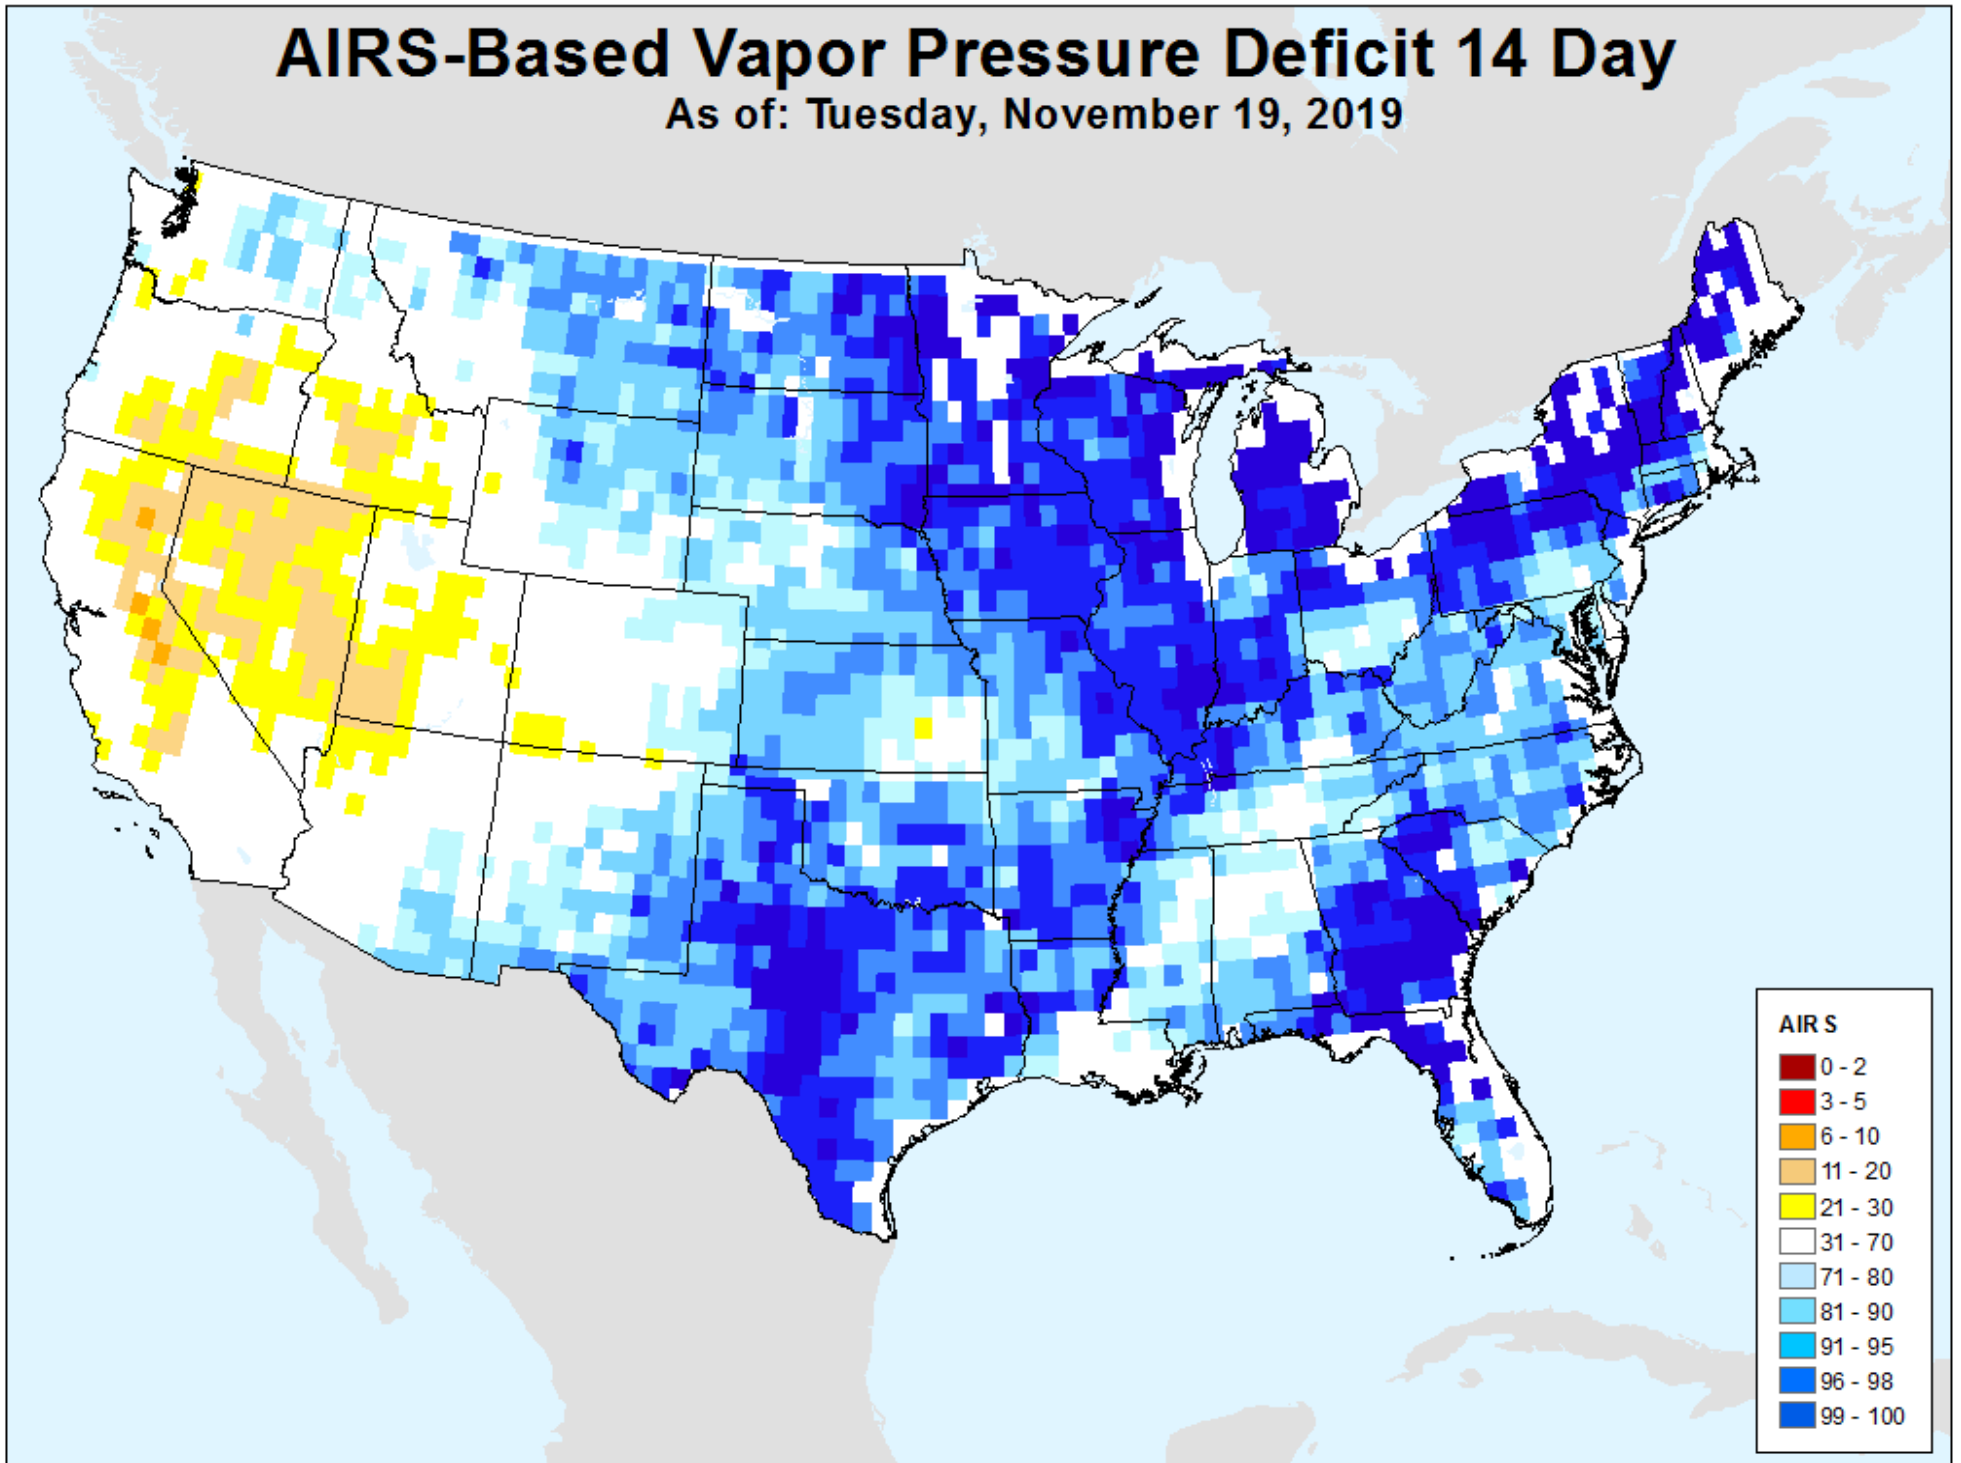 AIRS-Based Vapor Pressure Deficit 14 Day
As of: Tuesday, November 19, 2019
AIRS
0 - 2
3 - 5
6 - 10
11 - 20
21 - 30
31 - 70
71 - 80
81 - 90
91 - 95
96 - 98
99 - 100